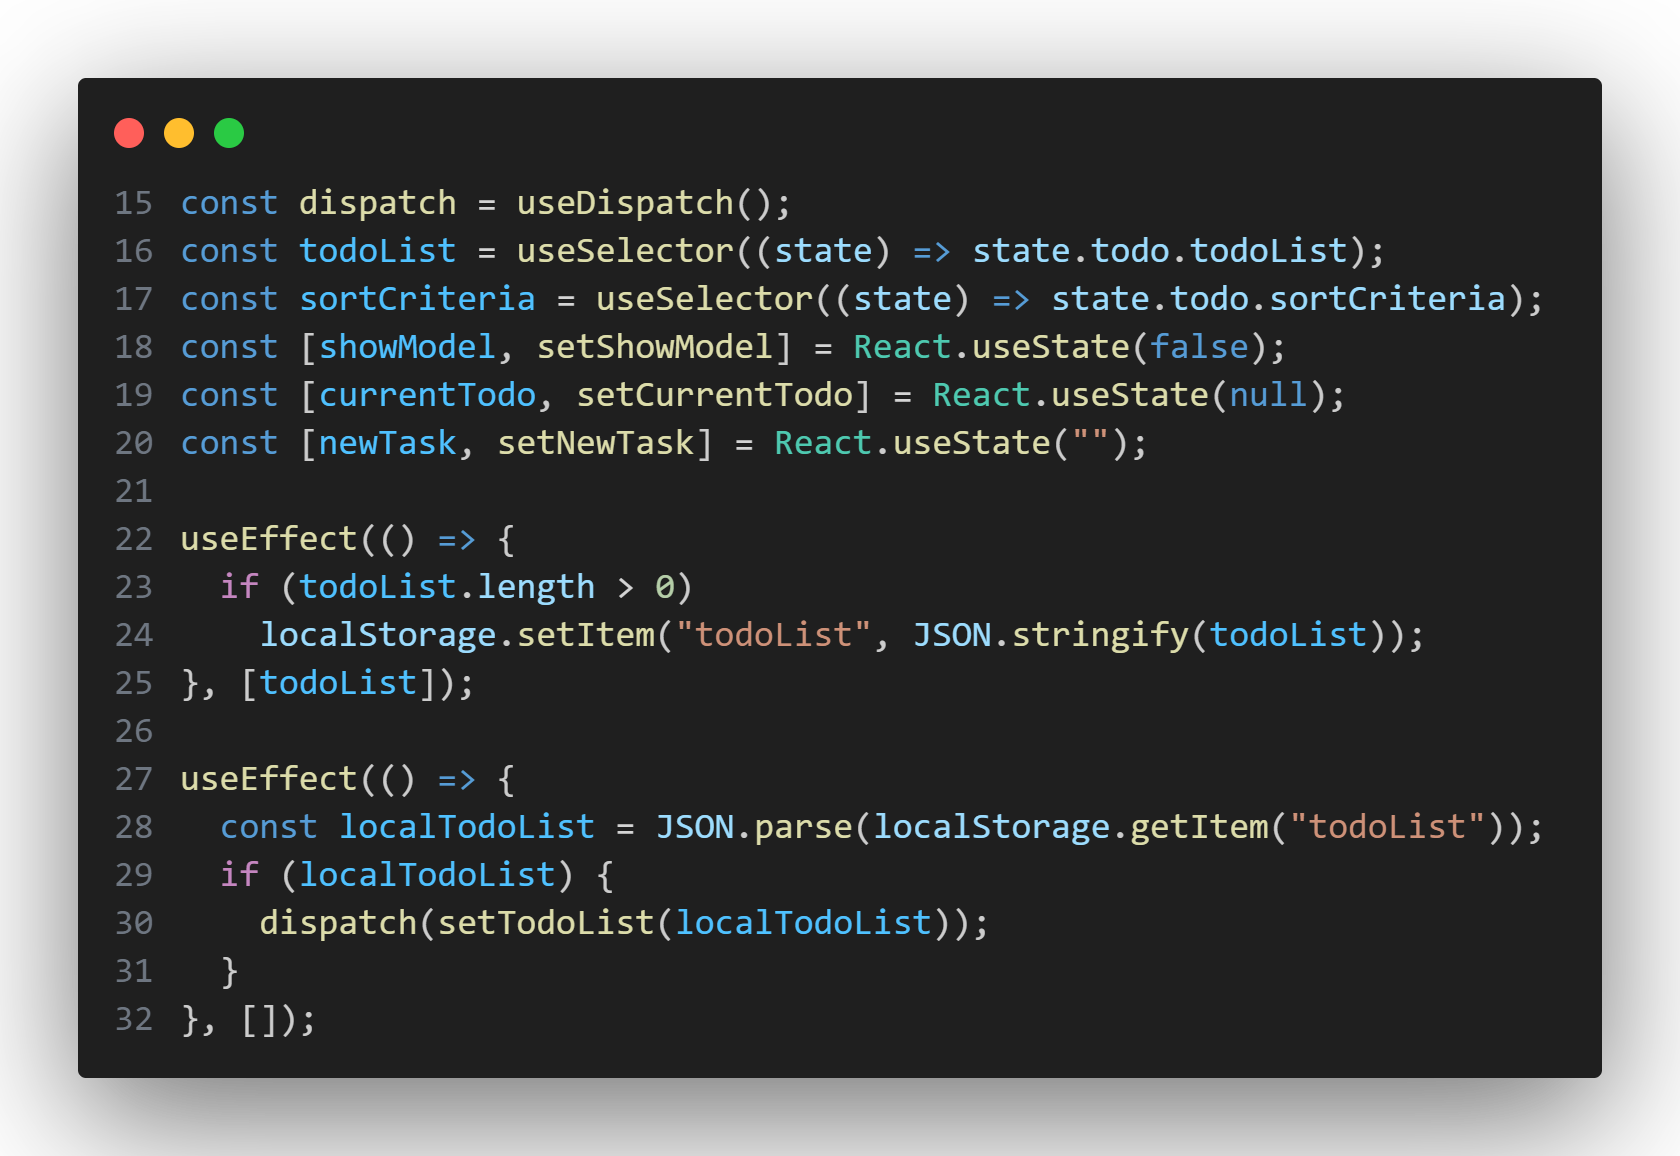 15 const dispatch = useDispatch();
16 const todoList = useSelector((state) => state.todo.todoList);
17 const sortCriteria = useSelector((state) => state.todo.sortCriteria);
18 const [showModel, setShowModel] = React.useState(false);
19 const [currentTodo, setCurrentTodo] = React.useState(null);
20 const [newTask, setNewTask] = React.useState("");
21
22 useEffect(() => {
23   if (todoList.length > 0)
24     localStorage.setItem("todoList", JSON.stringify(todoList));
25 }, [todoList]);
26
27 useEffect(() => {
28   const localTodoList = JSON.parse(localStorage.getItem("todoList"));
29   if (localTodoList) {
30     dispatch(setTodoList(localTodoList));
31   }
32 }, []);